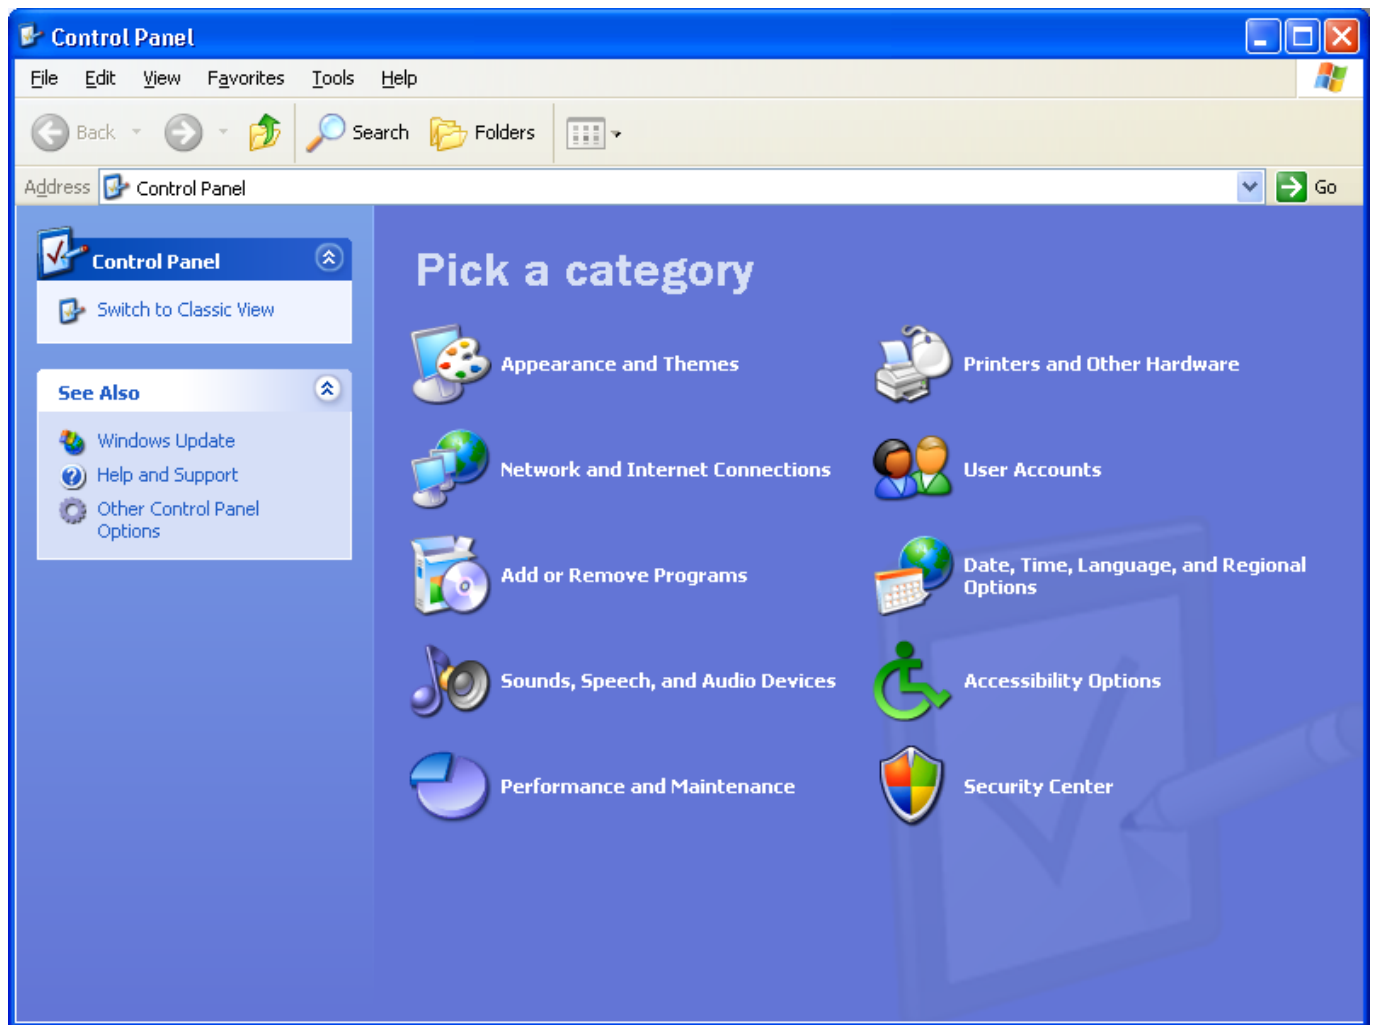 Control Panel
File Edit View Favorites Tools Help
Back Search Folders
Address Control Panel Go
Control Panel
Switch to Classic View
See Also
Windows Update
Help and Support
Other Control Panel
Options
Pick a category
Appearance and Themes
Printers and Other Hardware
Network and Internet Connections
User Accounts
Add or Remove Programs
Date, Time, Language, and Regional
Options
Sounds, Speech, and Audio Devices
Accessibility Options
Performance and Maintenance
Security Center